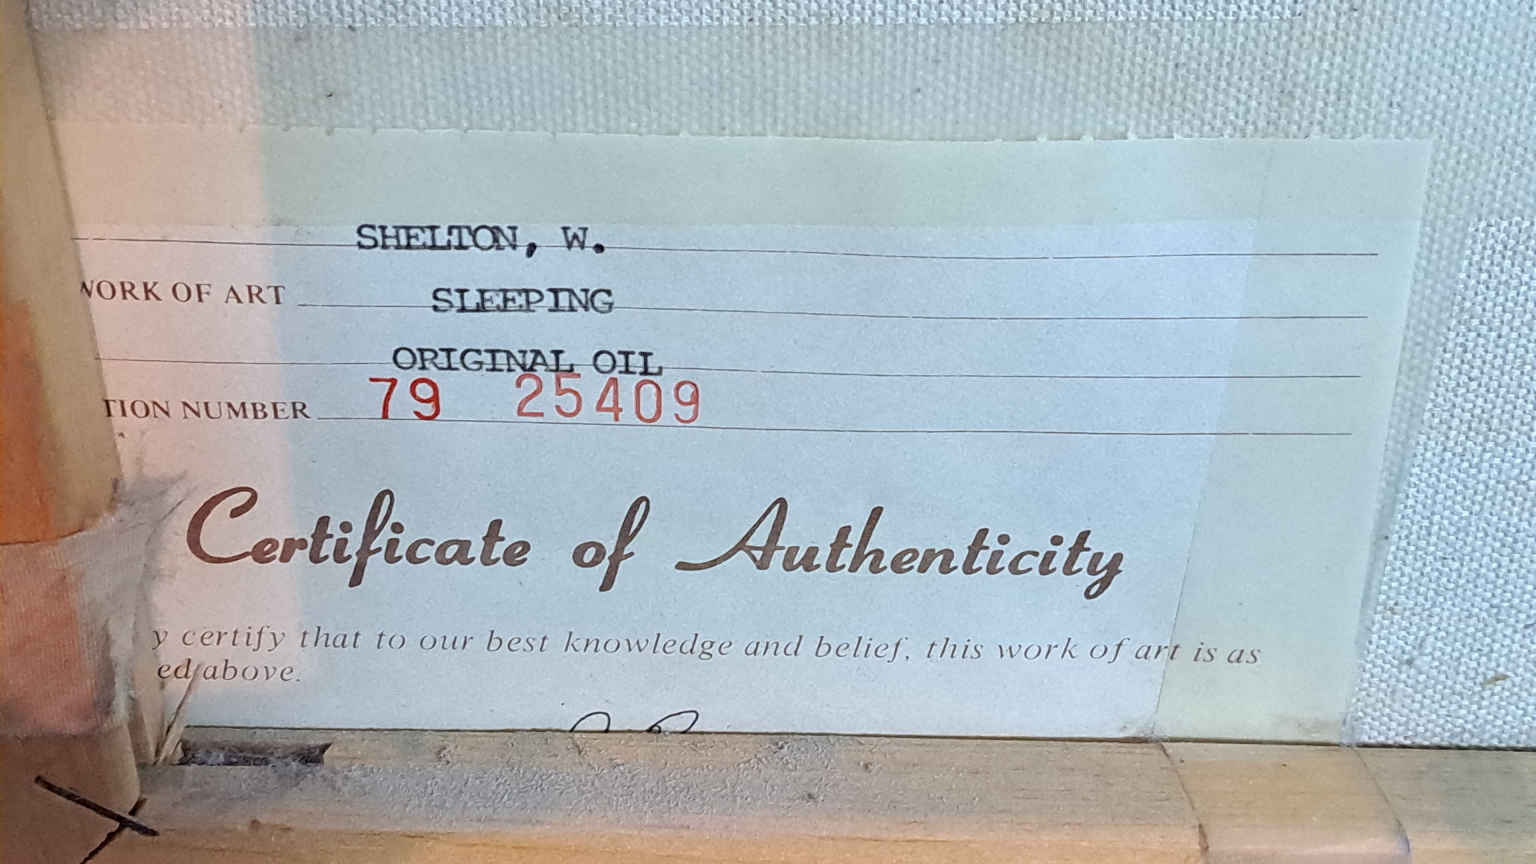 SHELTON, W.
WORK OF ART SLEEPING
ORIGINAL OIL
TION NUMBER 79 25409
Certificate of Authenticity
y certify that to our best knowledge and belief, this work of art is as
ed above.